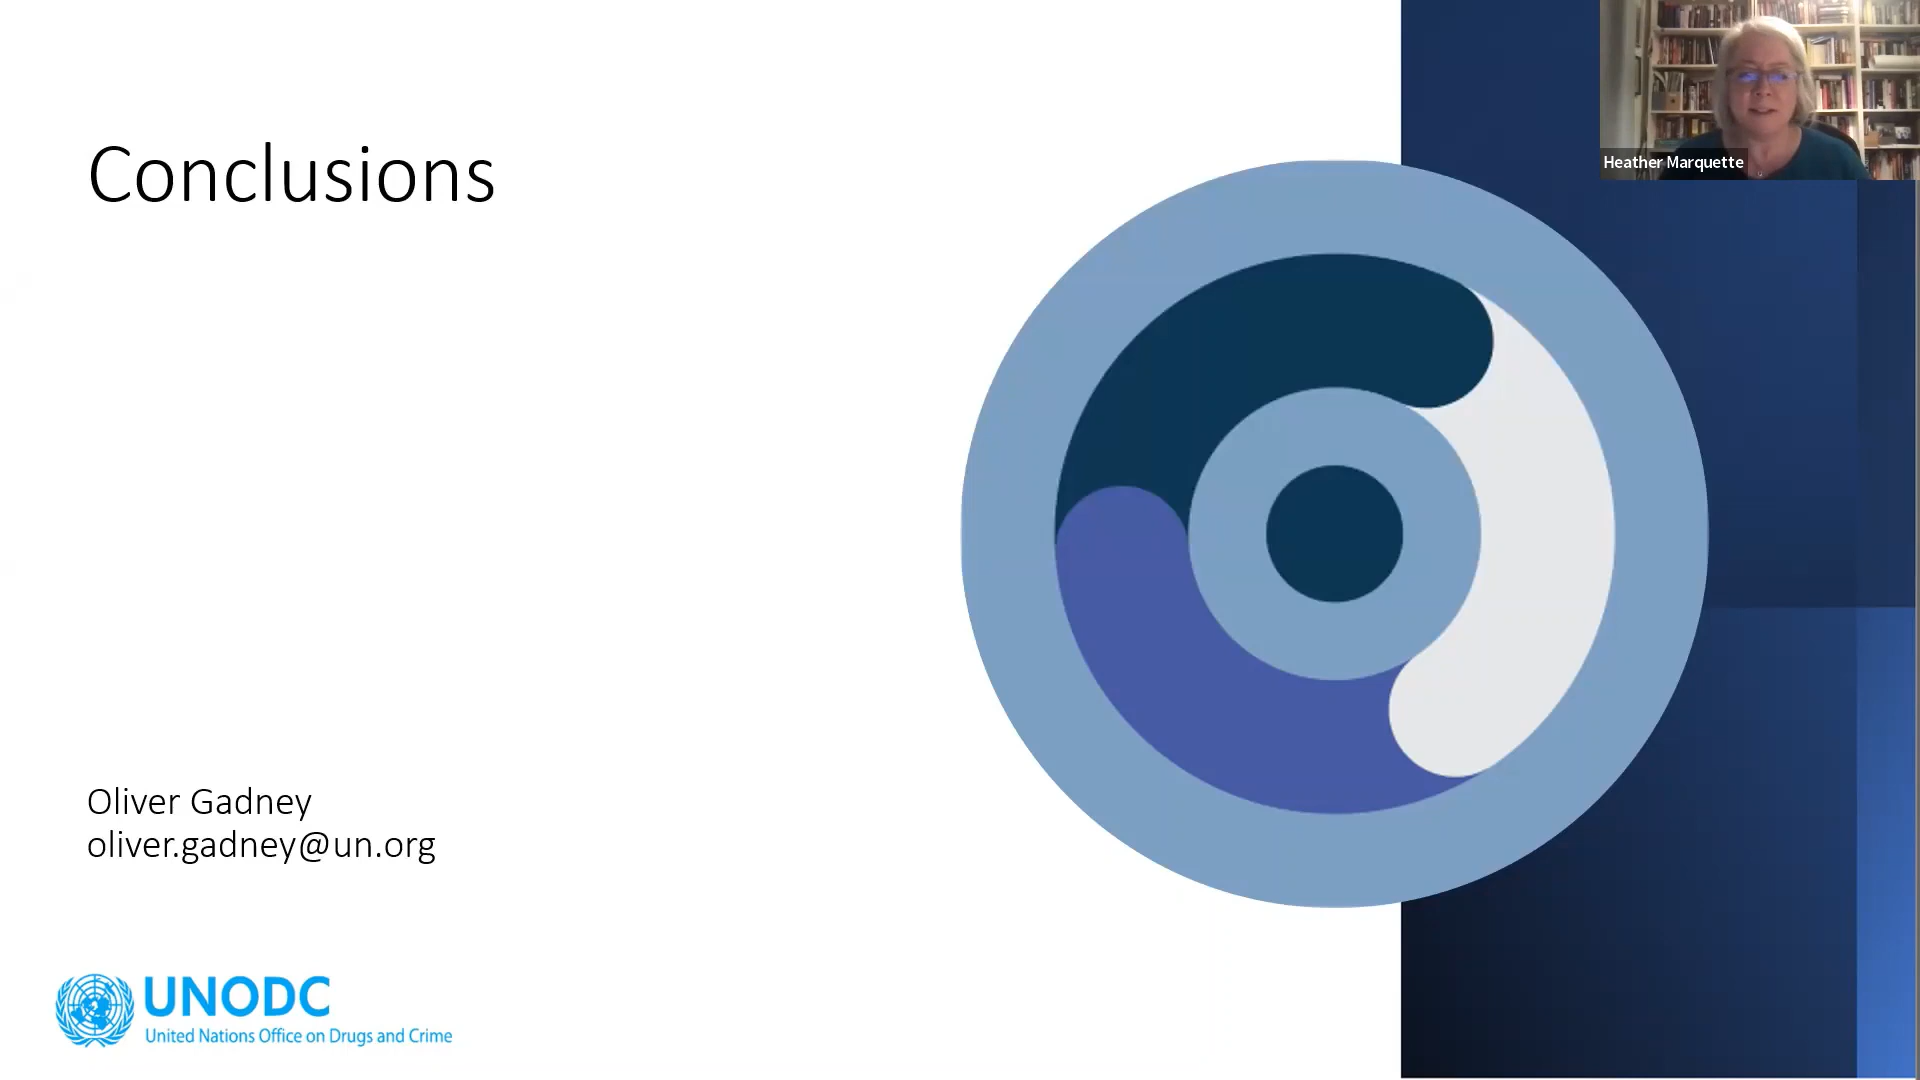 Heather Marquette
Conclusions
Oliver Gadney
oliver.gadney@un.org
UNODC
United Nations Office on Drugs and Crime